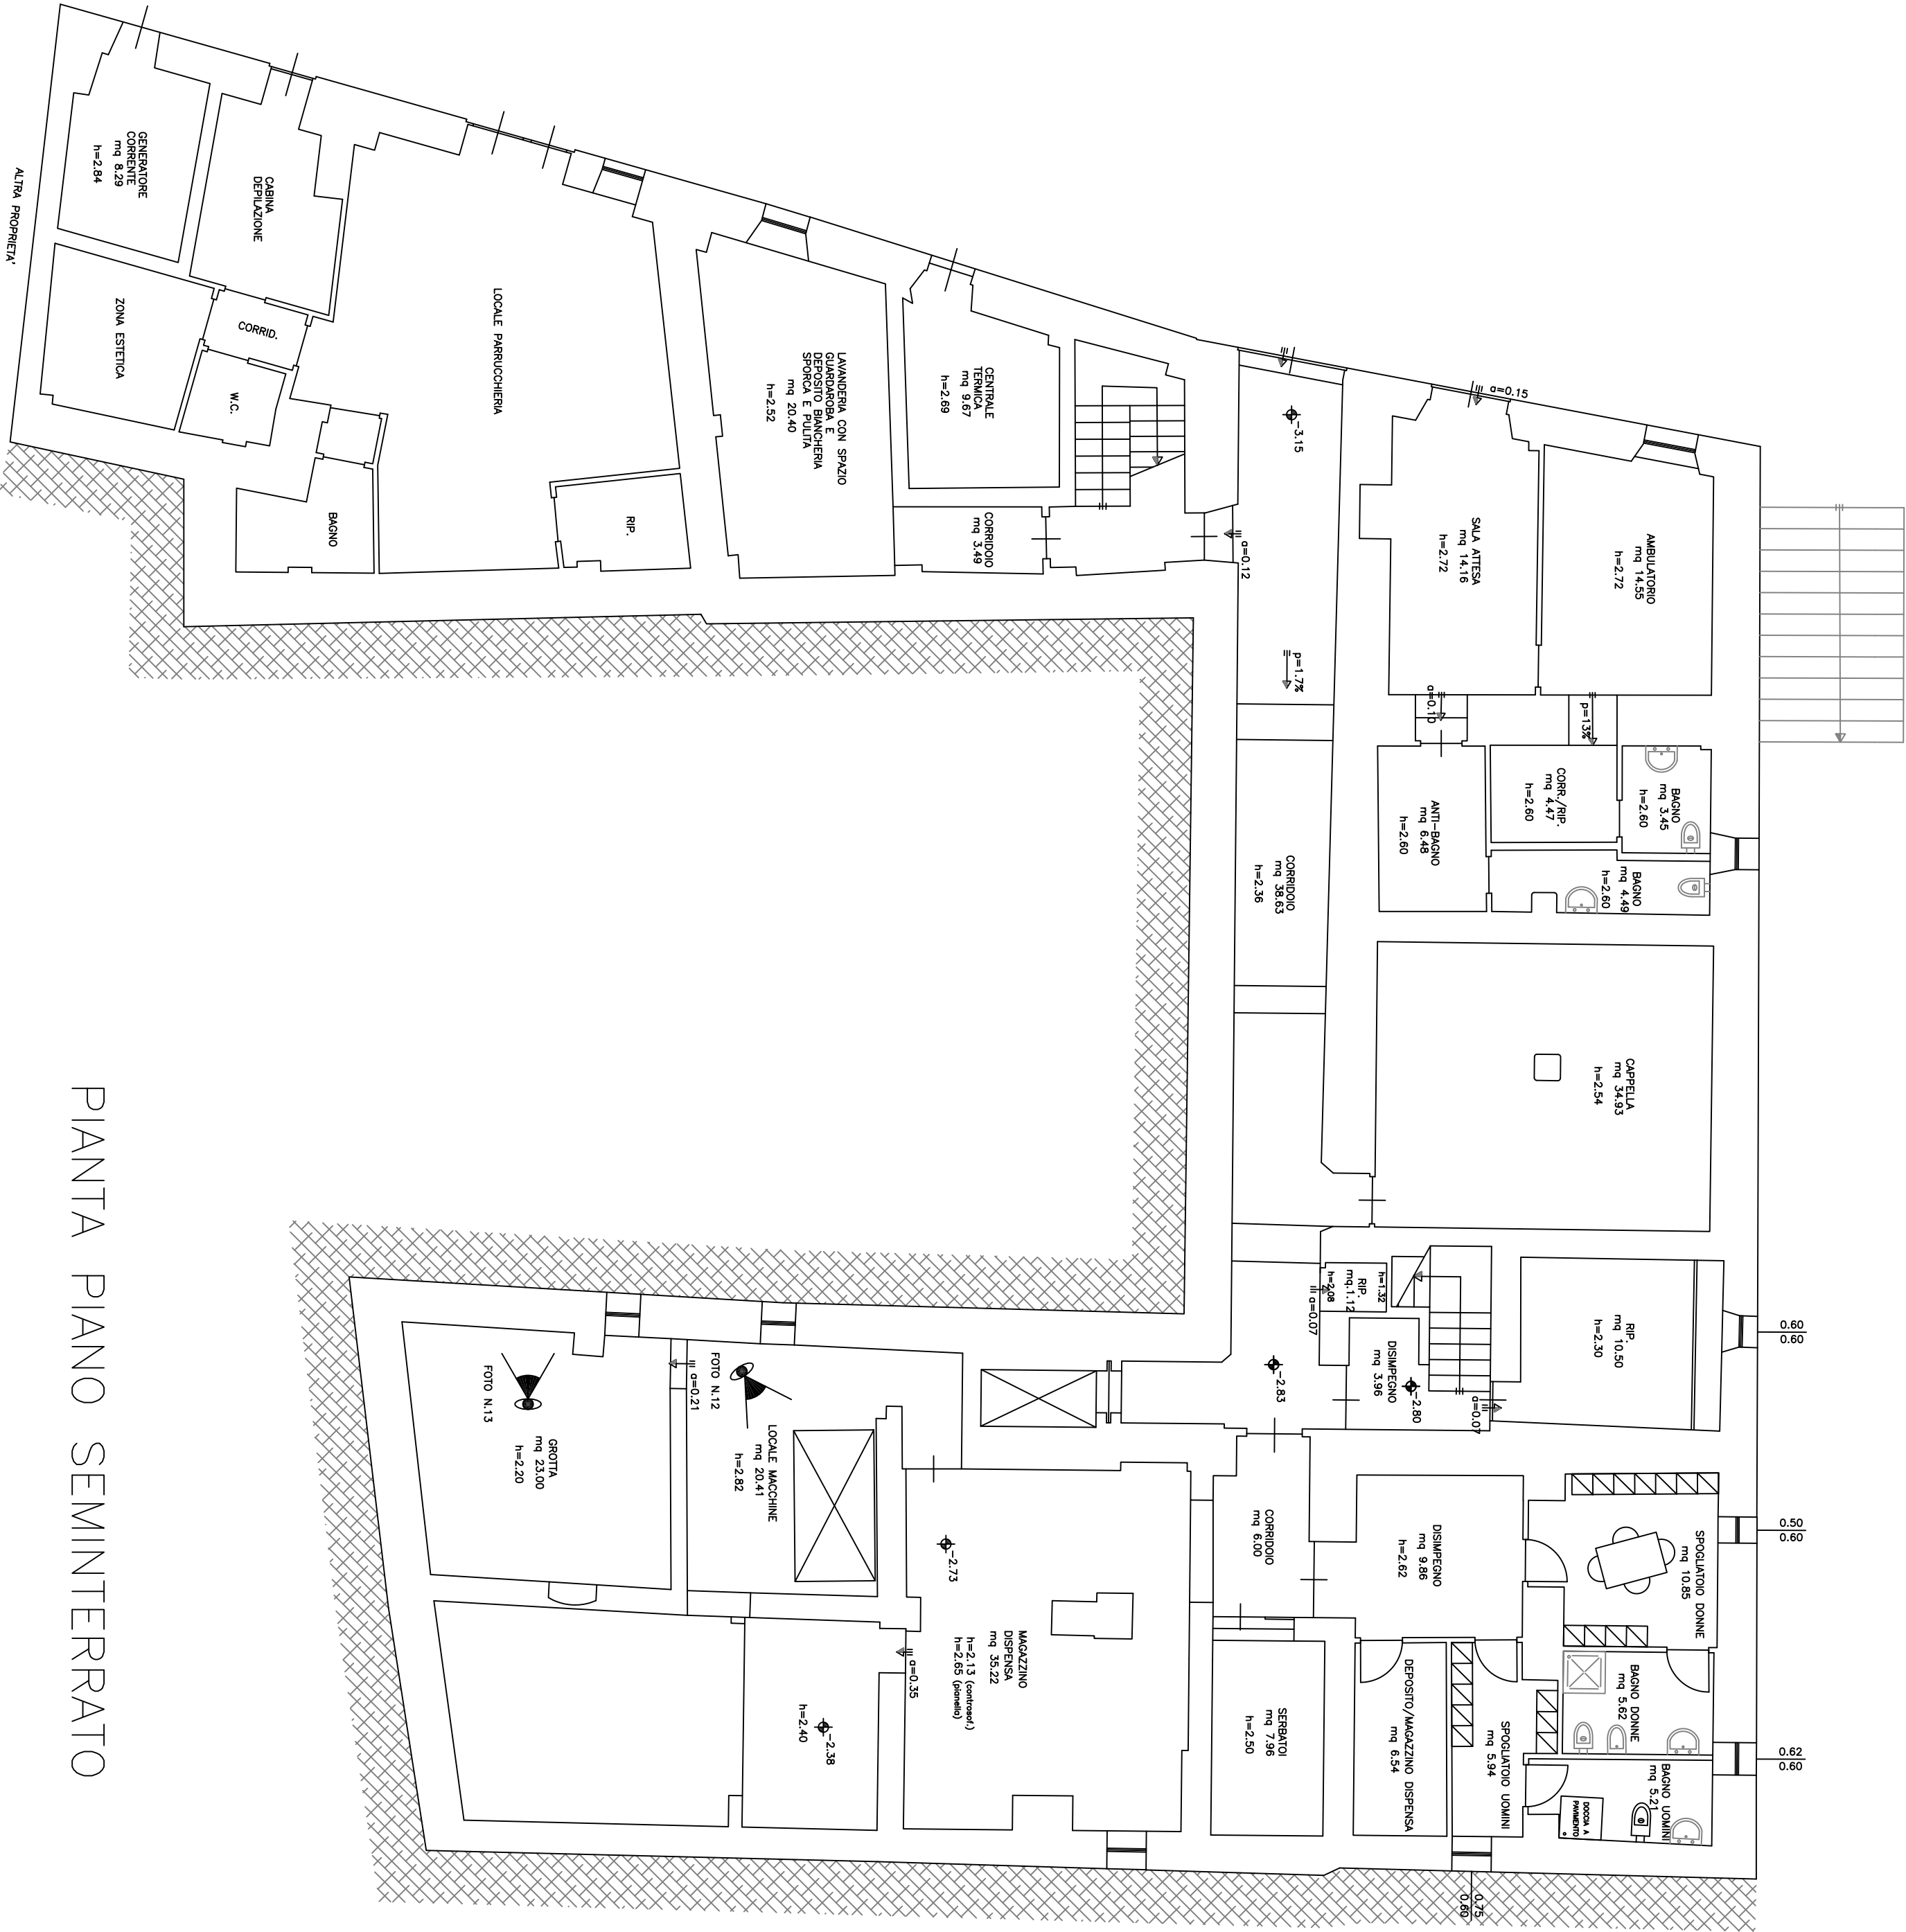 GENERATORE
CORRENTE
mq 8.29
h=2.84
ALTRA PROPRIETA'
CABINA
DEPILAZIONE
ZONA ESTETICA
CORRID.
W.C.
LOCALE PARRUCCHIERIA
BAGNO
RIP.
LAVANDERIA CON SPAZIO
GUARDAROBA E
DEPOSITO BIANCHERIA
SPORCA E PULITA
mq 20.40
h=2.52
CENTRALE
TERMICA
mq 9.67
h=2.69
CORRIDOIO
mq 3.49
a=0.12
-3.15
p=1.7%
a=0.15
SALA ATTESA
mq 14.16
h=2.72
AMBULATORIO
mq 14.55
h=2.72
a=0.10
p=13%
ANTI-BAGNO
mq 6.48
h=2.60
CORR./RIP.
mq 4.47
h=2.60
BAGNO
mq 3.45
h=2.60
BAGNO
mq 4.49
h=2.60
CORRIDOIO
mq 38.63
h=2.36
CAPPELLA
mq 34.93
h=2.54
h=1.32
RIP.
mq.1.12
h=2.08
a=0.07
DISIMPEGNO
mq 3.96
-2.80
-2.83
a=0.07
RIP.
mq 10.50
h=2.30
0.60
0.60
0.50
0.60
0.62
0.60
0.75
0.60
SPOGLIATOIO DONNE
mq 10.85
DISIMPEGNO
mq 9.86
h=2.62
CORRIDOIO
mq 6.00
BAGNO DONNE
mq 5.62
BAGNO UOMINI
mq 5.21
DOCCIA A
PAVIMENTO
SPOGLIATOIO UOMINI
mq 5.94
DEPOSITO/MAGAZZINO DISPENSA
mq 6.54
SERBATOI
mq 7.96
h=2.50
MAGAZZINO
DISPENSA
mq 35.22
h=2.13 (controsof.)
h=2.65 (pianella)
-2.73
a=0.35
-2.38
h=2.40
LOCALE MACCHINE
mq 20.41
h=2.82
FOTO N.12
a=0.21
GROTTA
mq 23.00
h=2.20
FOTO N.13
PIANTA PIANO SEMINTERRATO